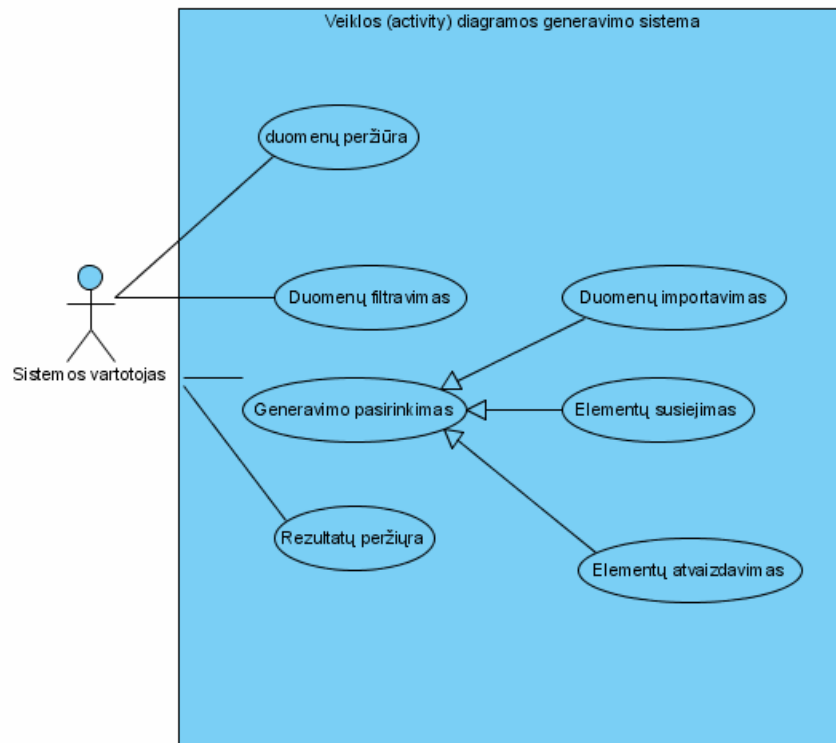 Veiklos (activity) diagramos generavimo sistema
duomenų peržiūra
Duomenų filtravimas
Duomenų importavimas
Sistemos vartotojas
Generavimo pasirinkimas
Elementų susiejimas
Rezultatų peržiųra
Elementų atvaizdavimas